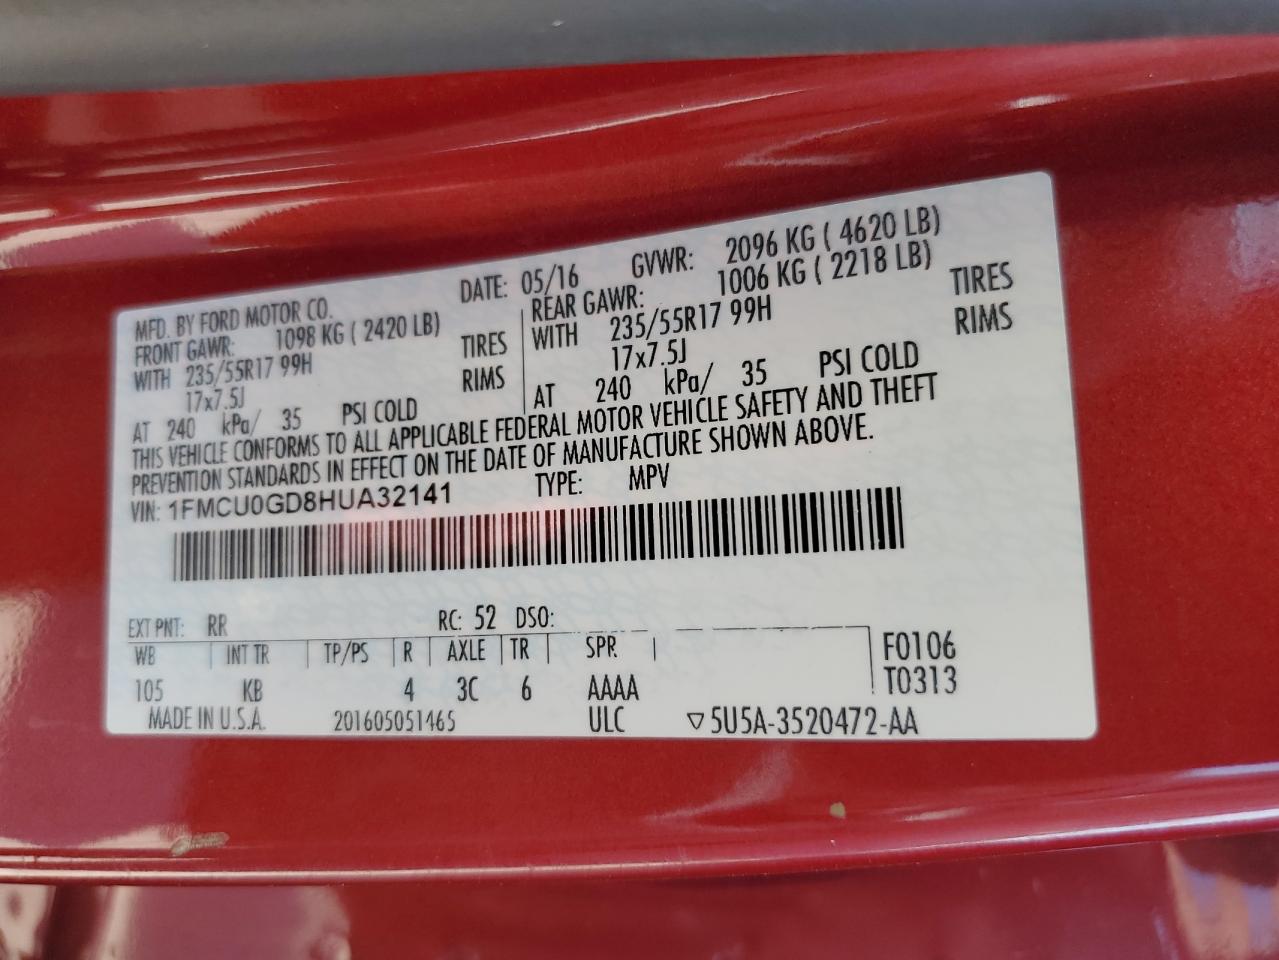 MFD. BY FORD MOTOR CO.
DATE: 05/16
GVWR: 2096 KG ( 4620 LB)
FRONT GAWR: 1098 KG ( 2420 LB)
WITH 235/55R17 99H TIRES
17x7.5J RIMS
AT 240 kPa/ 35 PSI COLD
REAR GAWR: 1006 KG ( 2218 LB)
WITH 235/55R17 99H TIRES
17x7.5J RIMS
AT 240 kPa/ 35 PSI COLD
THIS VEHICLE CONFORMS TO ALL APPLICABLE FEDERAL MOTOR VEHICLE SAFETY AND THEFT
PREVENTION STANDARDS IN EFFECT ON THE DATE OF MANUFACTURE SHOWN ABOVE.
VIN: 1FMCU0GD8HUA32141 TYPE: MPV
EXT PNT: RR RC: 52 DSO:
WB INT TR TP/PS R AXLE TR SPR F0106
105 KB 4 3C 6 AAAA T0313
MADE IN U.S.A. 201605051465 ULC ▽5U5A-3520472-AA